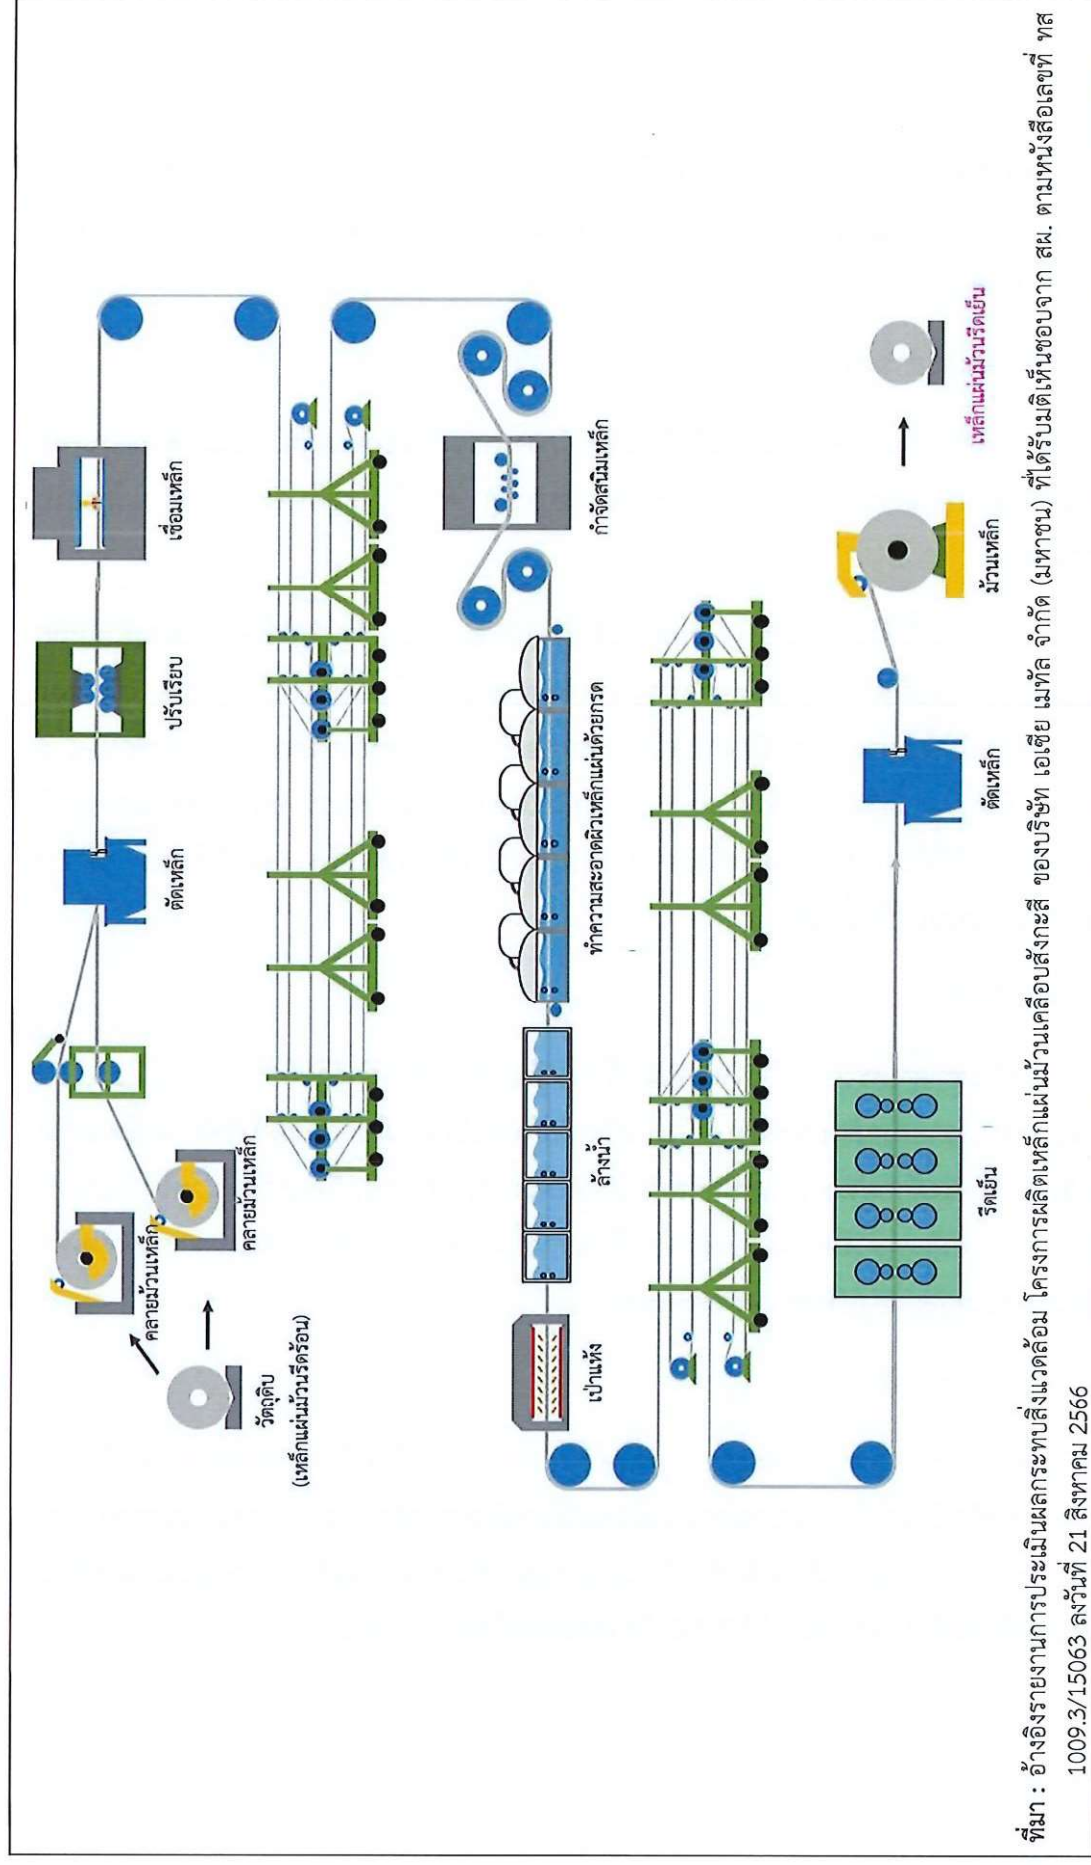 คลายม้วนเหล็ก
ตัดเหล็ก
ปรับเรียบ
เชื่อมเหล็ก
คลายม้วนเหล็ก
วัตถุดิบ
(เหล็กแผ่นม้วนรีดร้อน)
เป่าแห้ง
ล้างน้ำ
ทำความสะอาดผิวเหล็กแผ่นด้วยกรด
กำจัดสนิมเหล็ก
รีดเย็น
ตัดเหล็ก
ม้วนเหล็ก
เหล็กแผ่นม้วนรีดเย็น
ที่มา : อ้างอิงรายงานการประเมินผลกระทบสิ่งแวดล้อม โครงการผลิตเหล็กแผ่นม้วนเคลือบสังกะสี ของบริษัท เอเชีย เมทัล จำกัด (มหาชน) ที่ได้รับมติเห็นชอบจาก สผ. ตามหนังสือเลขที่ ทส
1009.3/15063 ลงวันที่ 21 สิงหาคม 2566